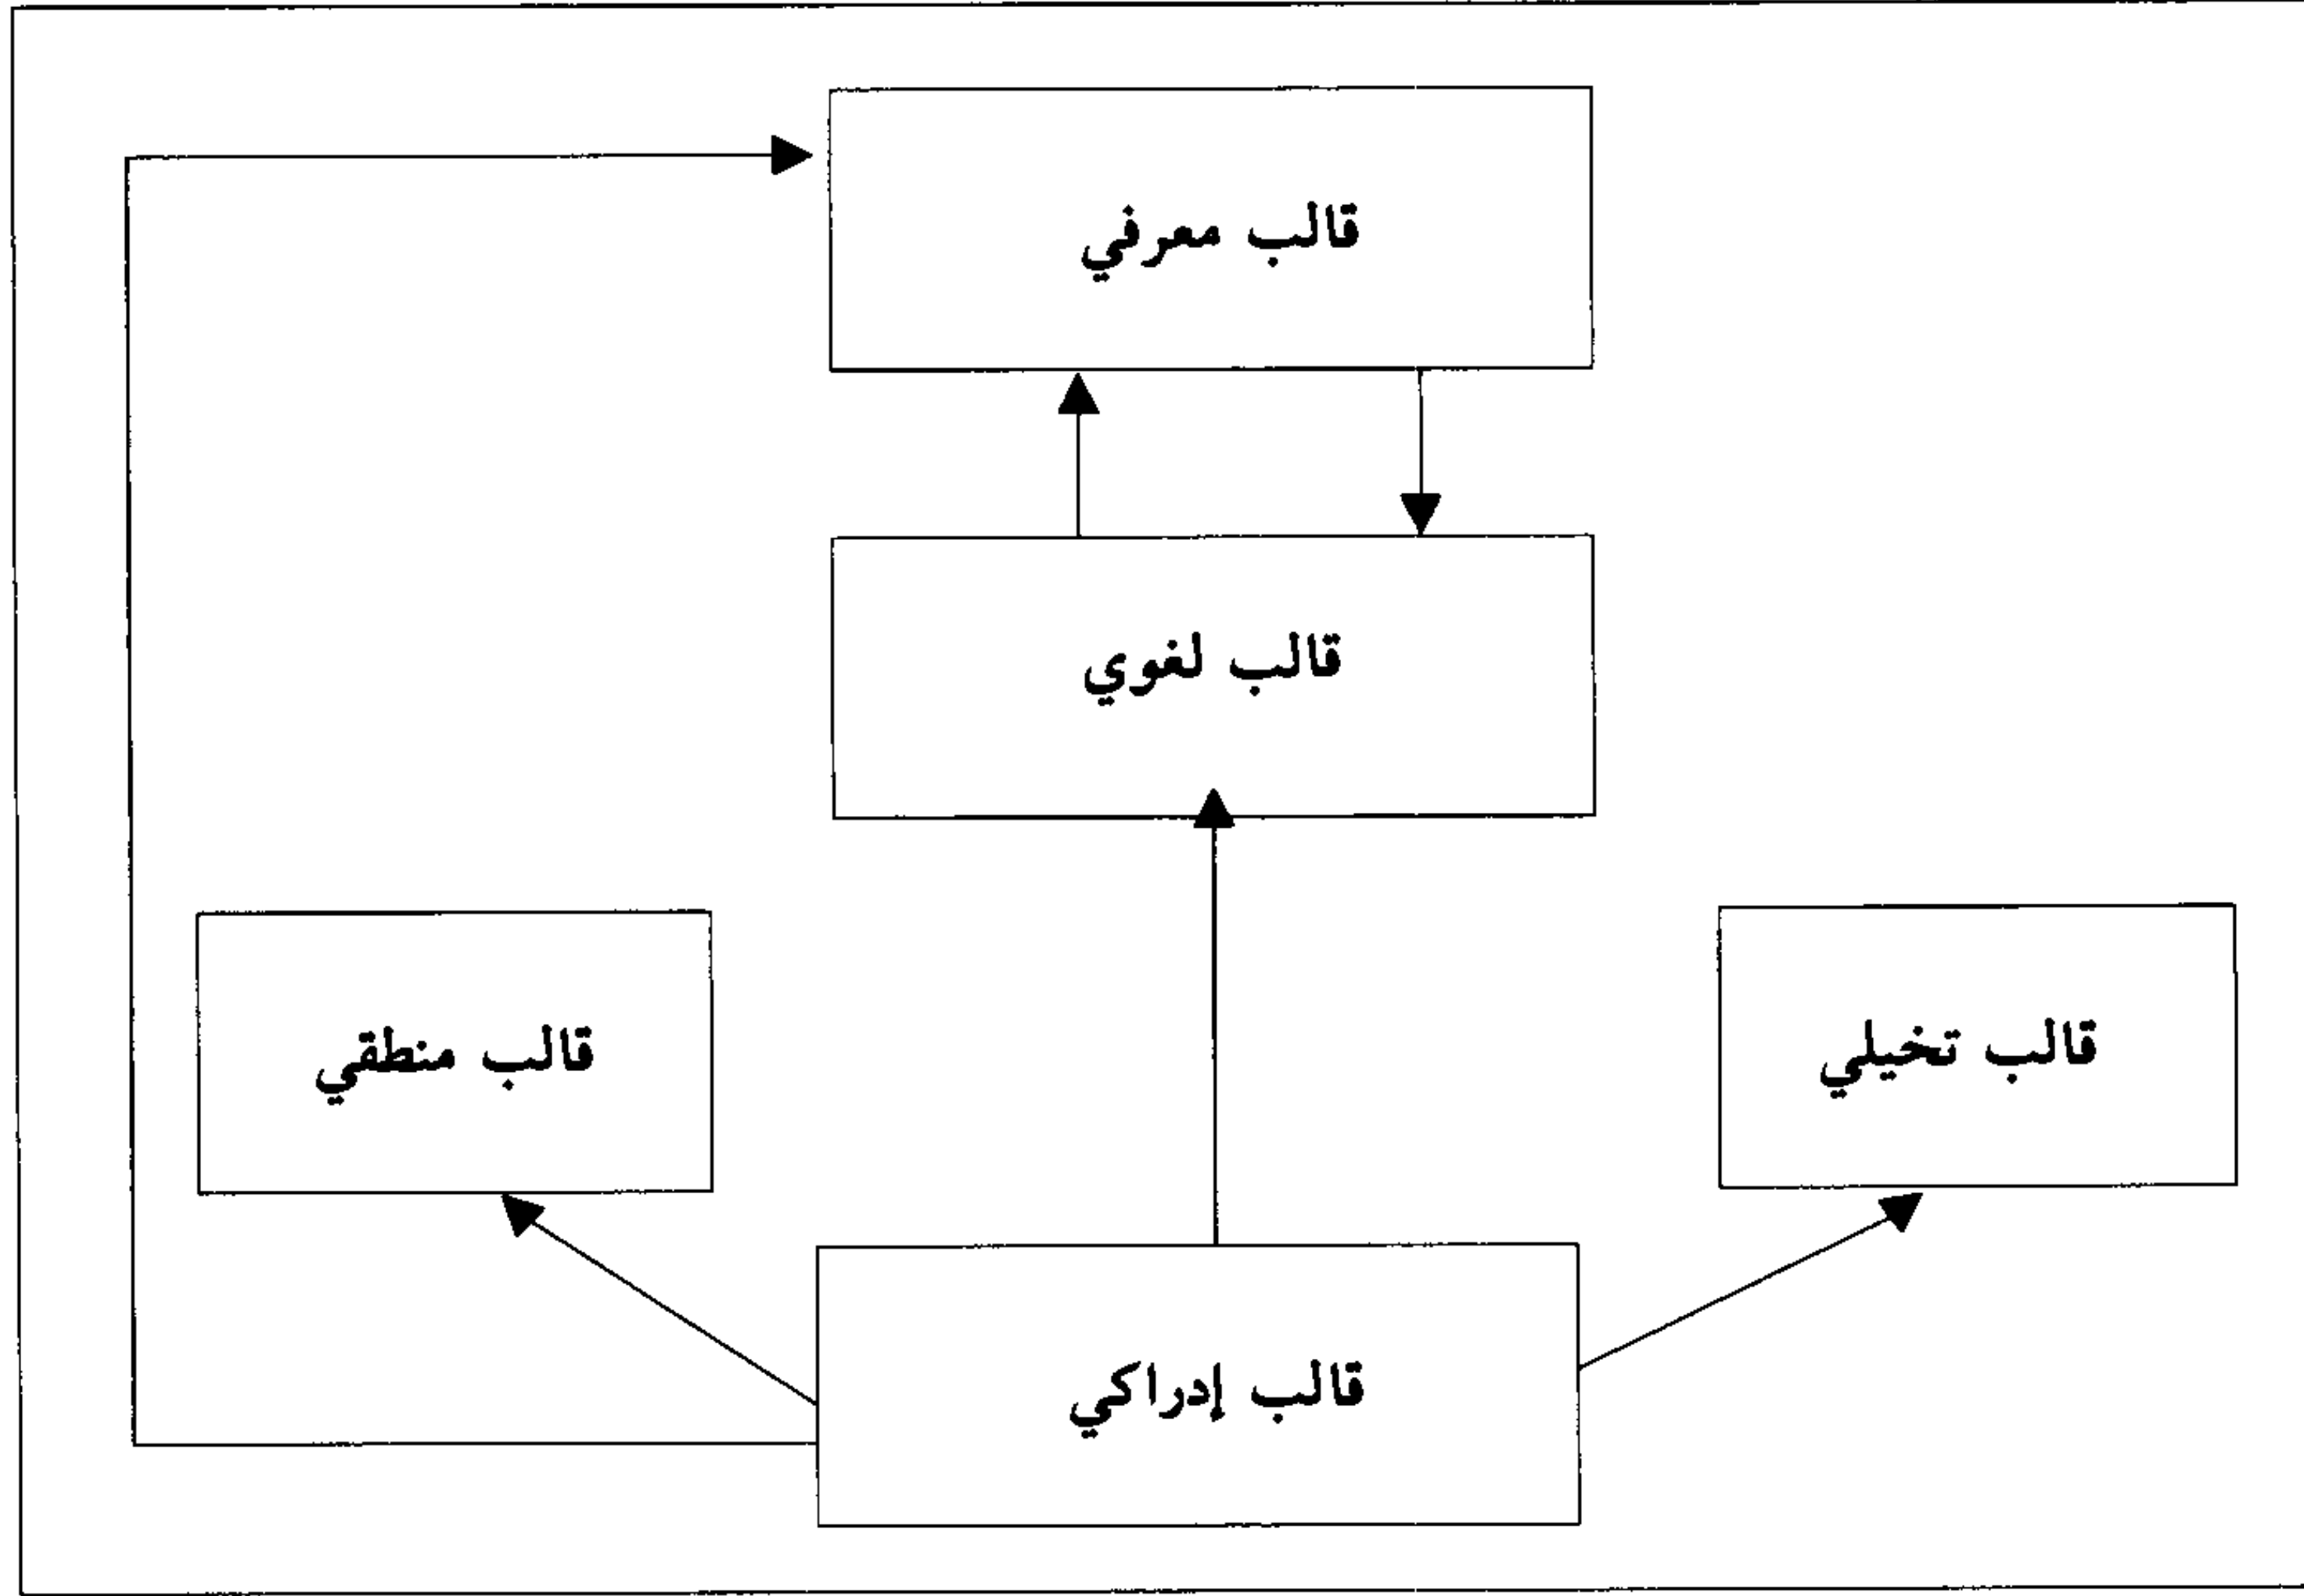 قالب معرفي
قالب لغوي
قالب تخيلي
قالب منطقي
قالب إدراكي